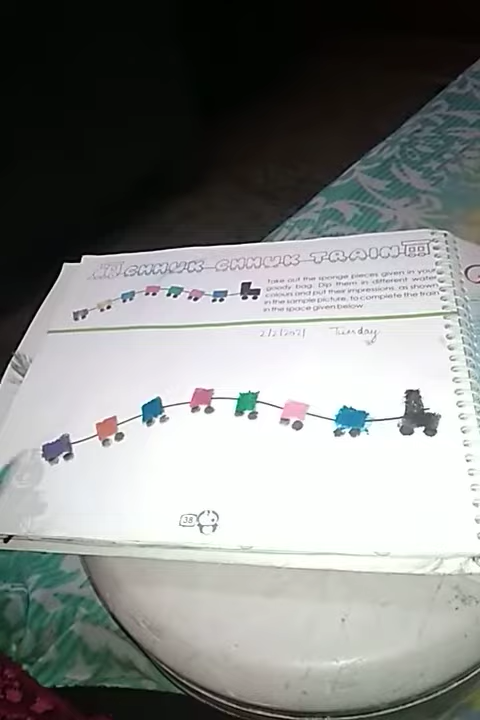 CHHUK CHHUK TRAIN
Take out the sponge pieces given in your
goody bag. Dip them in different water
colours and put their impressions, as shown
in the sample picture, to complete the train
in the space given below.
2/2/2021 Tuesday
38